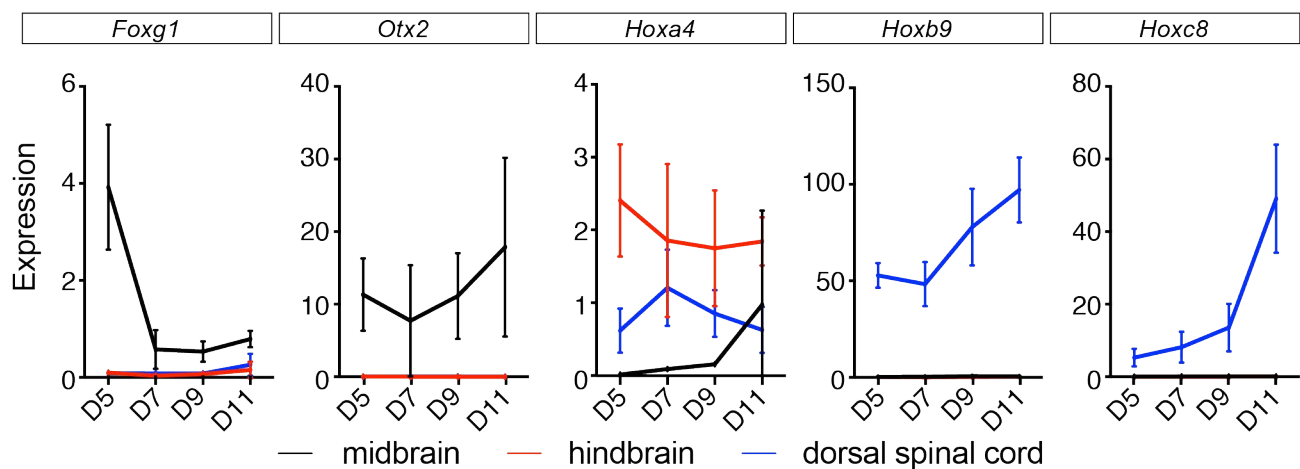 Foxg1 Otx2 Hoxa4 Hoxb9 Hoxc8
Expression
6 4 2 0
40 30 20 10 0
4 3 2 1 0
150 100 50 0
80 60 40 20 0
D5 D7 D9 D11 D5 D7 D9 D11 D5 D7 D9 D11 D5 D7 D9 D11 D5 D7 D9 D11
midbrain hindbrain dorsal spinal cord